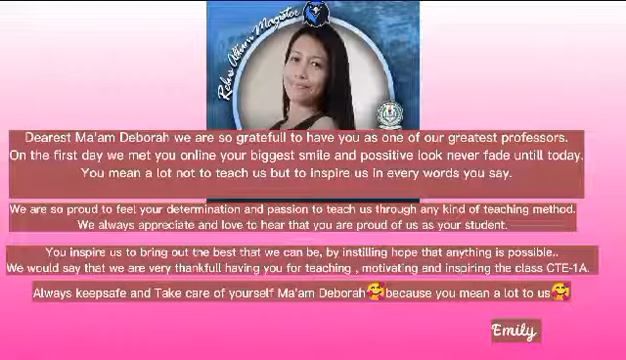 Dearest Ma'am Deborah we are so gratefull to have you as one of our greatest professors.
On the first day we met you online your biggest smile and possitive look never fade untill today.
You mean a lot not to teach us but to inspire us in every words you say.
We are so proud to feel your determination and passion to teach us through any kind of teaching method.
We always appreciate and love to hear that you are proud of us as your student.
You inspire us to bring out the best that we can be, by instilling hope that anything is possible..
We would say that we are very thankfull having you for teaching , motivating and inspiring the class CTE-1A.
Always keepsafe and Take care of yourself Ma'am Deborah🥰because you mean a lot to us🥰
Emily